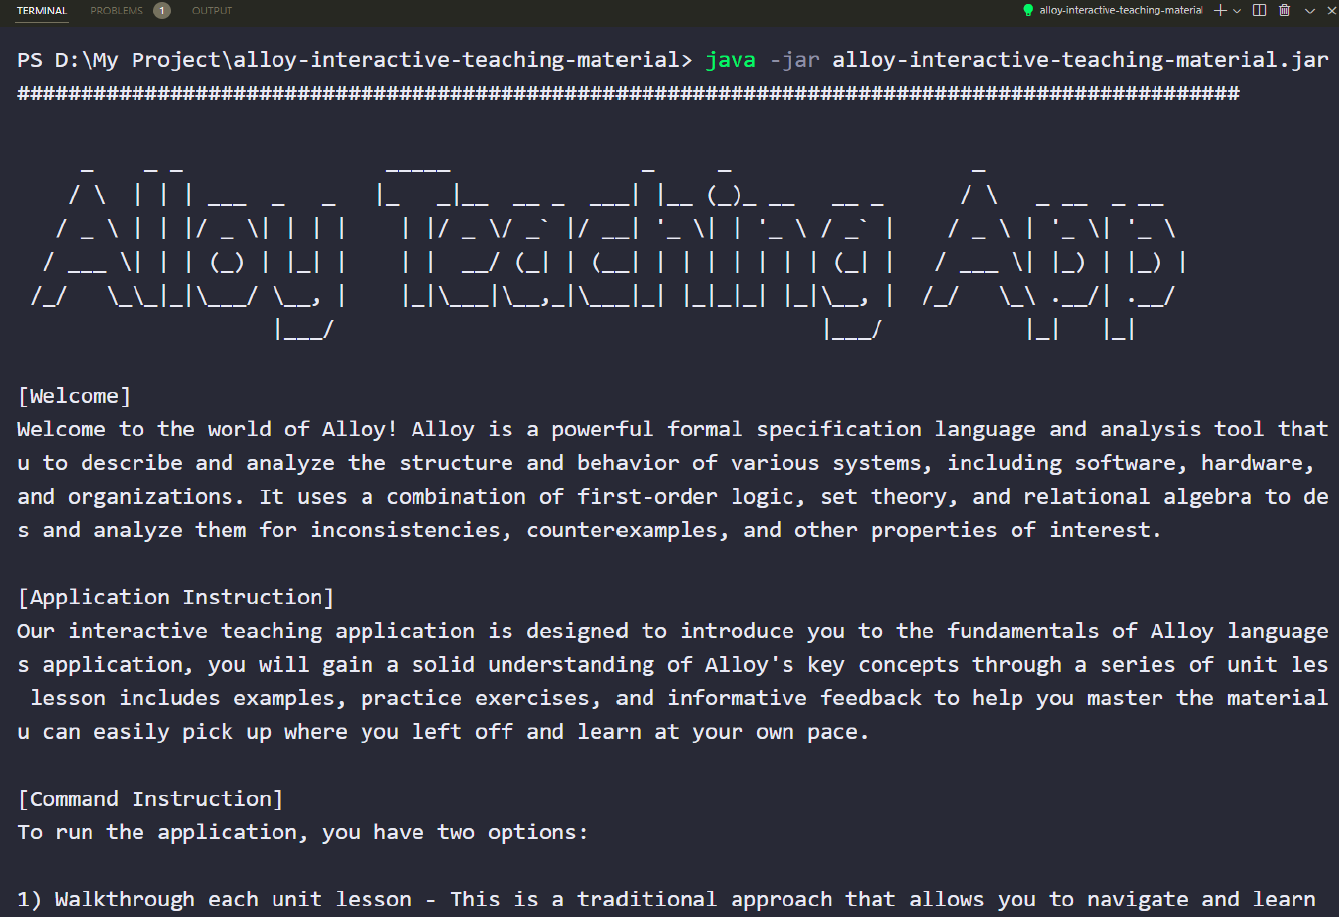 TERMINAL PROBLEMS 1 OUTPUT alloy-interactive-teaching-material
PS D:\My Project\alloy-interactive-teaching-material> java -jar alloy-interactive-teaching-material.jar
################################################################################################
Alloy Teaching App
[Welcome]
Welcome to the world of Alloy! Alloy is a powerful formal specification language and analysis tool that
u to describe and analyze the structure and behavior of various systems, including software, hardware,
and organizations. It uses a combination of first-order logic, set theory, and relational algebra to de
s and analyze them for inconsistencies, counterexamples, and other properties of interest.
[Application Instruction]
Our interactive teaching application is designed to introduce you to the fundamentals of Alloy language
s application, you will gain a solid understanding of Alloy's key concepts through a series of unit les
lesson includes examples, practice exercises, and informative feedback to help you master the material
u can easily pick up where you left off and learn at your own pace.
[Command Instruction]
To run the application, you have two options:
1) Walkthrough each unit lesson - This is a traditional approach that allows you to navigate and learn